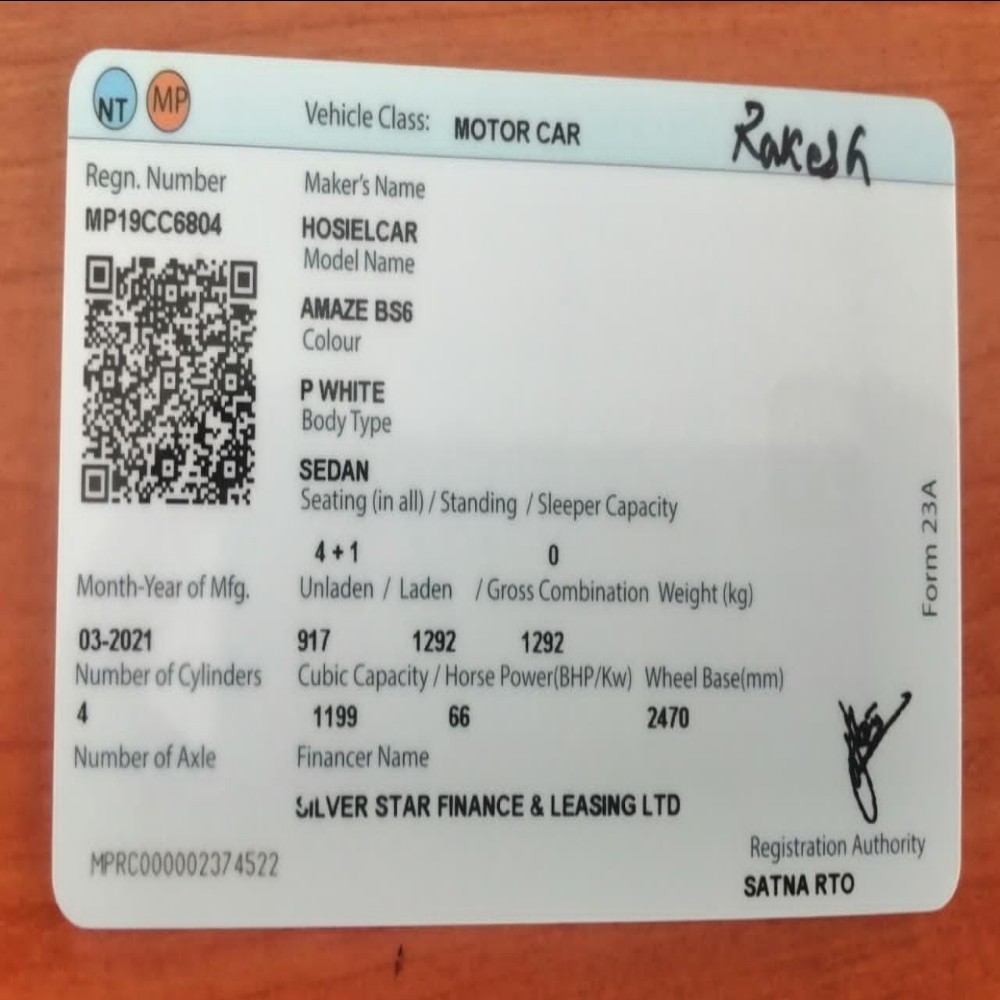 NT MP Vehicle Class: MOTOR CAR Rakesh
Regn. Number
MP19CC6804
Maker's Name
HOSIELCAR
Model Name
AMAZE BS6
Colour
P WHITE
Body Type
SEDAN
Seating (in all) / Standing / Sleeper Capacity
4 + 1 0
Month-Year of Mfg. Unladen / Laden / Gross Combination Weight (kg)
03-2021 917 1292 1292
Number of Cylinders Cubic Capacity / Horse Power(BHP/Kw) Wheel Base(mm)
4 1199 66 2470
Number of Axle Financer Name
SILVER STAR FINANCE & LEASING LTD
MPRC000002374522
Registration Authority
SATNA RTO
Form 23A